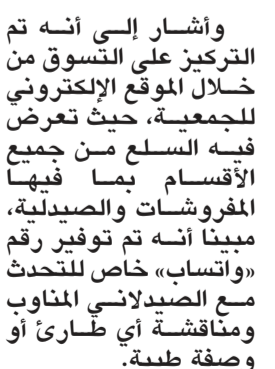 وأشار إلى أنه تم
التركيز على التسوق من
خلال الموقع الإلكتروني
للجمعية، حيث تعرض
فيه السلع من جميع
الأقسام بما فيها
المفروشات والصيدلية،
مبينا أنه تم توفير رقم
«واتساب» خاص للتحدث
مع الصيدلاني المناوب
ومناقشة أي طارئ أو
وصفة طبية.